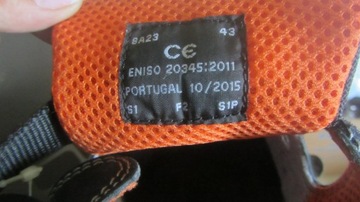 BA23 43
CE
ENISO 20345:2011
PORTUGAL 10/2015
S1 P2 S1P